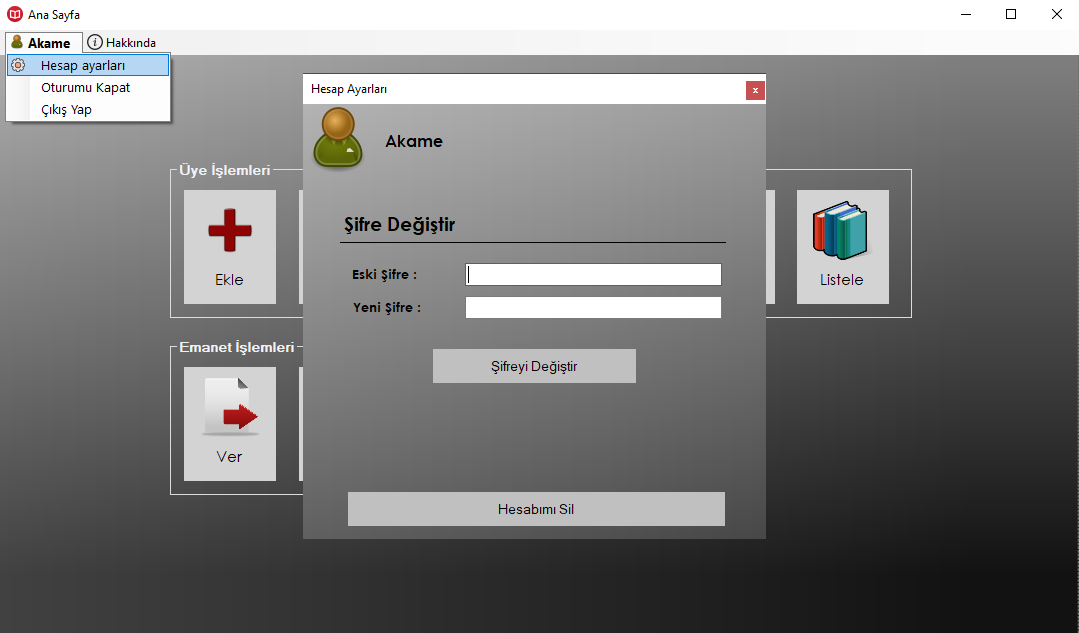 Ana Sayfa
Akame
Hakkında
Hesap ayarları
Oturumu Kapat
Çıkış Yap
Hesap Ayarları
x
Akame
Üye İşlemleri
Ekle
Şifre Değiştir
Eski Şifre :
Yeni Şifre :
Şifreyi Değiştir
Hesabımı Sil
Listele
Emanet İşlemleri
Ver